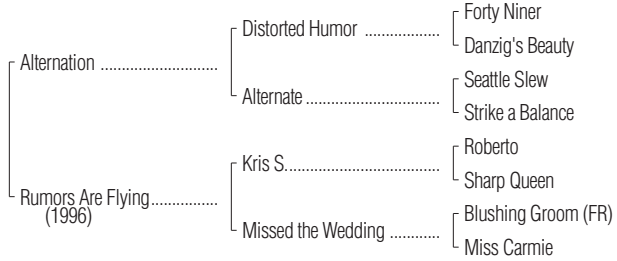 Forty Niner
Distorted Humor ..................
Danzig's Beauty
Alternation ...........................
Seattle Slew
Alternate ...............................
Strike a Balance
Roberto
Kris S. ...................................
Sharp Queen
Rumors Are Flying ...............
(1996)
Blushing Groom (FR)
Missed the Wedding ............
Miss Carmie